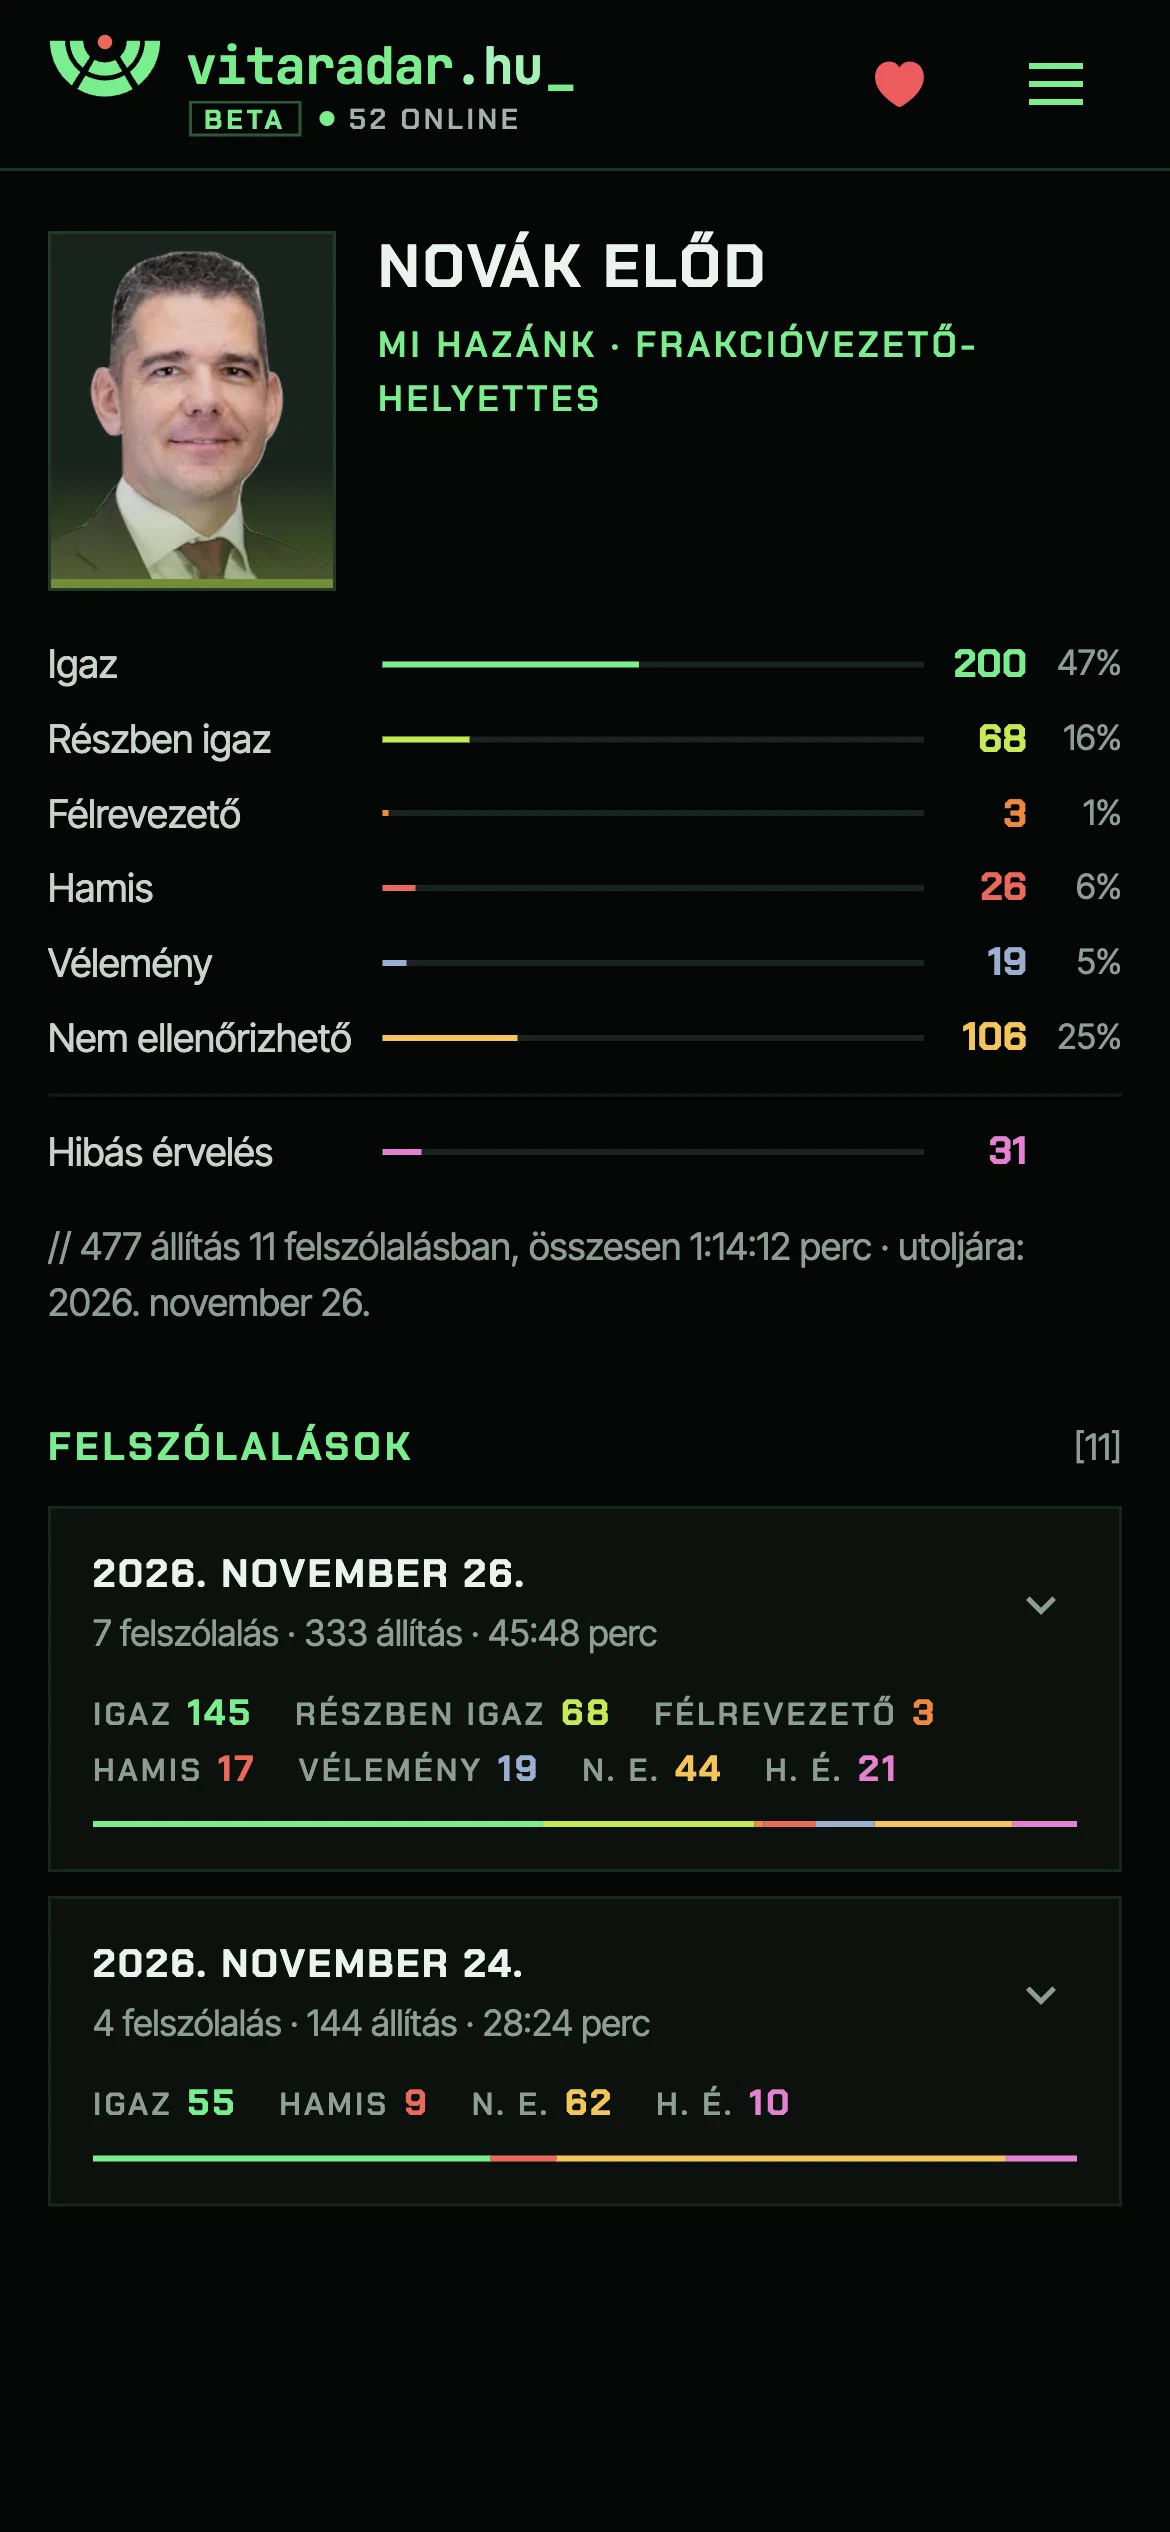 vitaradar.hu_
BETA 52 ONLINE
NOVÁK ELŐD
MI HAZÁNK · FRAKCIÓVEZETŐ-
HELYETTES
Igaz 200 47%
Részben igaz 68 16%
Félrevezető 3 1%
Hamis 26 6%
Vélemény 19 5%
Nem ellenőrizhető 106 25%
Hibás érvelés 31
// 477 állítás 11 felszólalásban, összesen 1:14:12 perc · utoljára:
2026. november 26.
FELSZÓLALÁSOK [11]
2026. NOVEMBER 26.
7 felszólalás · 333 állítás · 45:48 perc
IGAZ 145 RÉSZBEN IGAZ 68 FÉLREVEZETŐ 3
HAMIS 17 VÉLEMÉNY 19 N. E. 44 H. É. 21
2026. NOVEMBER 24.
4 felszólalás · 144 állítás · 28:24 perc
IGAZ 55 HAMIS 9 N. E. 62 H. É. 10